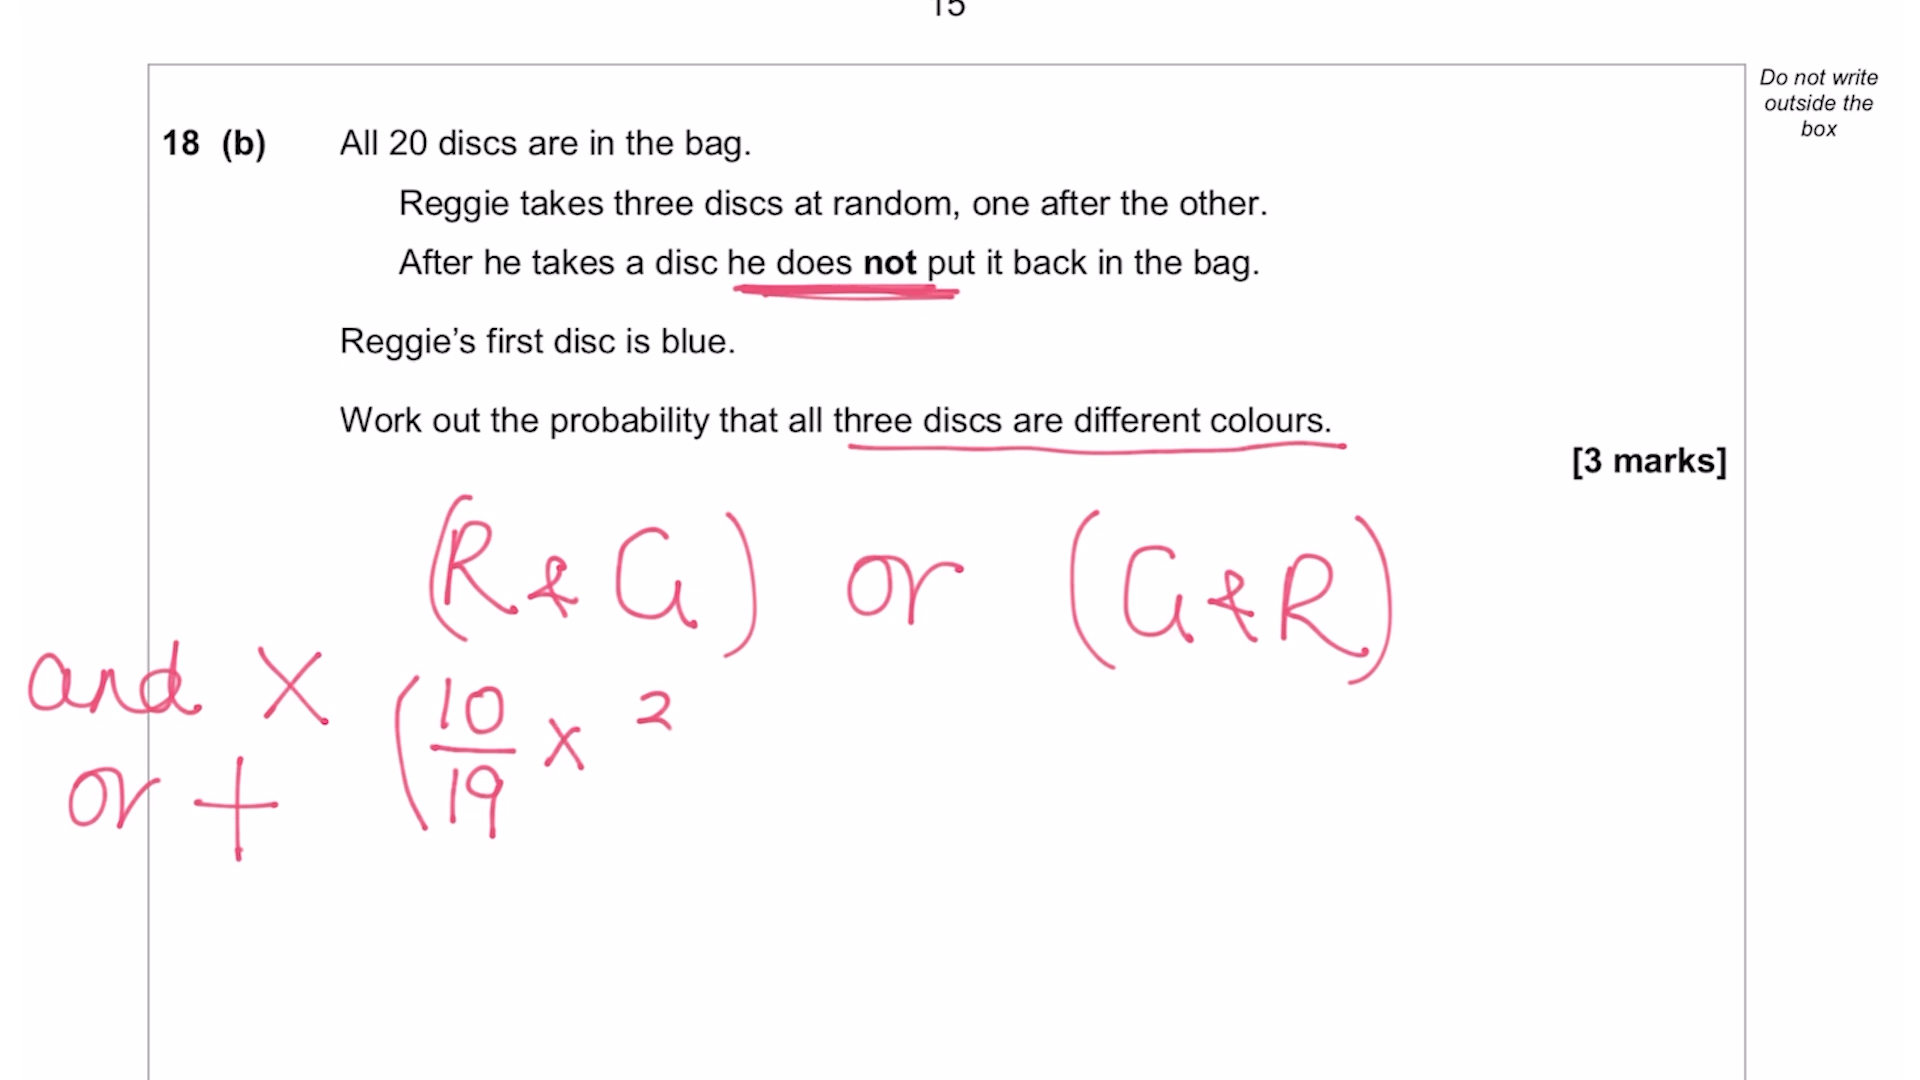 15
Do not write
outside the
box
18 (b) All 20 discs are in the bag.
Reggie takes three discs at random, one after the other.
After he takes a disc he does not put it back in the bag.
Reggie’s first disc is blue.
Work out the probability that all three discs are different colours.
[3 marks]
(R & G) or (G & R)
and × (10/19 × 2
or +